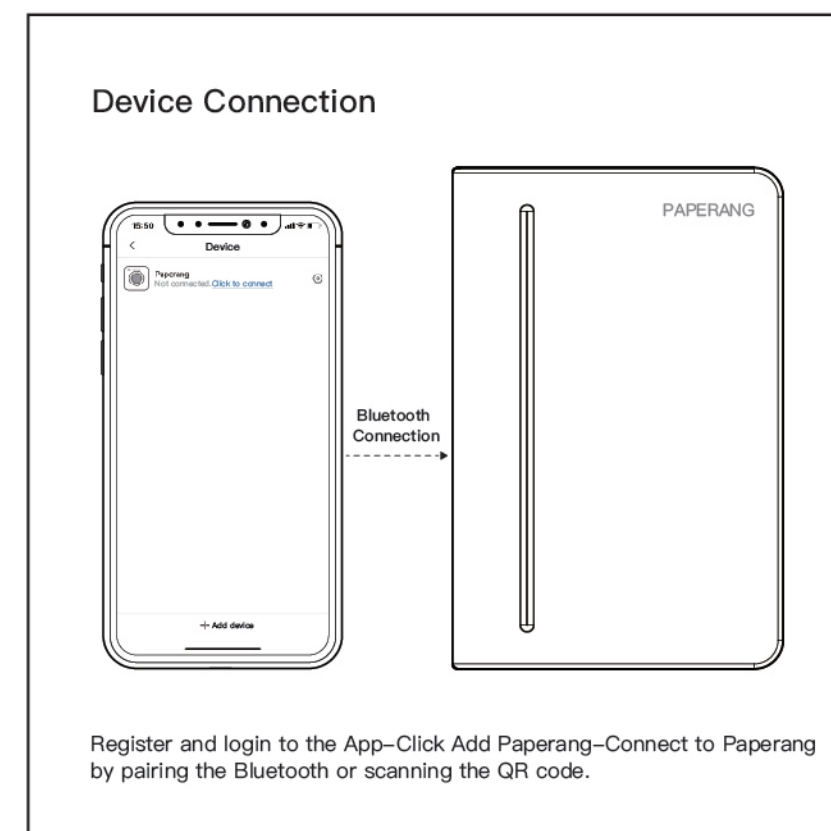 Device Connection
PAPERANG
15:50
Device
Paperang
Not connected.Click to connect
Bluetooth
Connection
Add device
Register and login to the App–Click Add Paperang–Connect to Paperang
by pairing the Bluetooth or scanning the QR code.